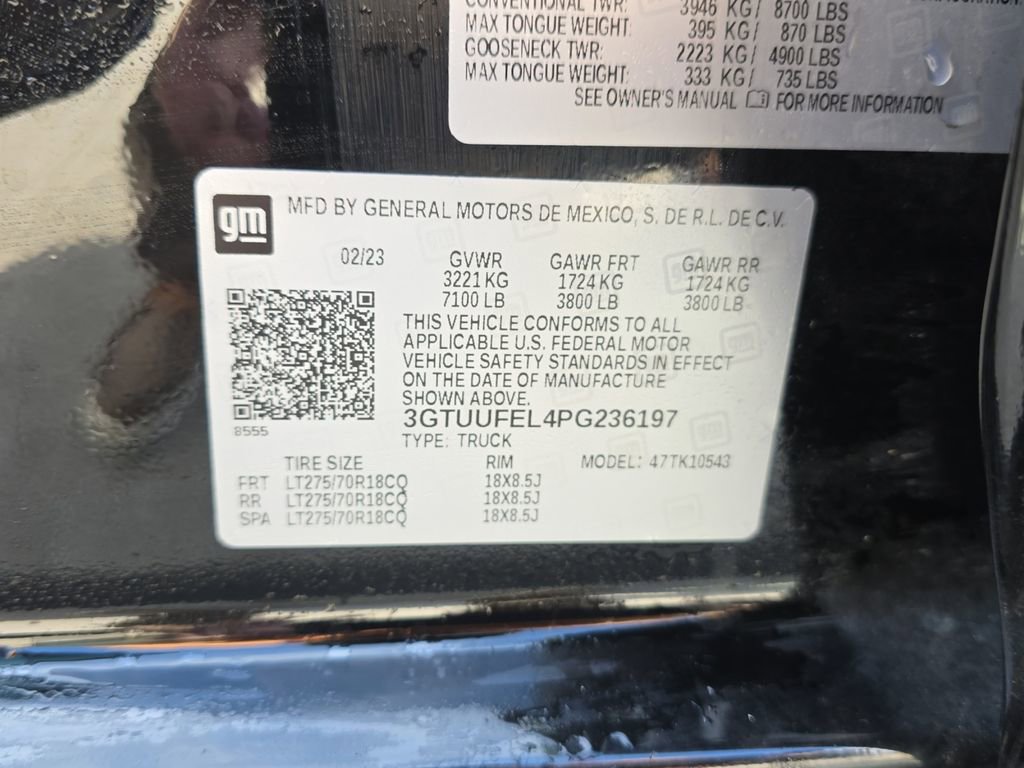 CONVENTIONAL TWR: 3946 KG/ 8700 LBS
MAX TONGUE WEIGHT: 395 KG/ 870 LBS
GOOSENECK TWR: 2223 KG/ 4900 LBS
MAX TONGUE WEIGHT: 333 KG/ 735 LBS
SEE OWNER'S MANUAL FOR MORE INFORMATION
gm MFD BY GENERAL MOTORS DE MEXICO, S. DE R.L. DE C.V.
02/23 GVWR GAWR FRT GAWR RR
3221 KG 1724 KG 1724 KG
7100 LB 3800 LB 3800 LB
THIS VEHICLE CONFORMS TO ALL
APPLICABLE U.S. FEDERAL MOTOR
VEHICLE SAFETY STANDARDS IN EFFECT
ON THE DATE OF MANUFACTURE
SHOWN ABOVE.
3GTUUFEL4PG236197
8555
TYPE: TRUCK
TIRE SIZE RIM MODEL: 47TK10543
FRT LT275/70R18CQ 18X8.5J
RR LT275/70R18CQ 18X8.5J
SPA LT275/70R18CQ 18X8.5J